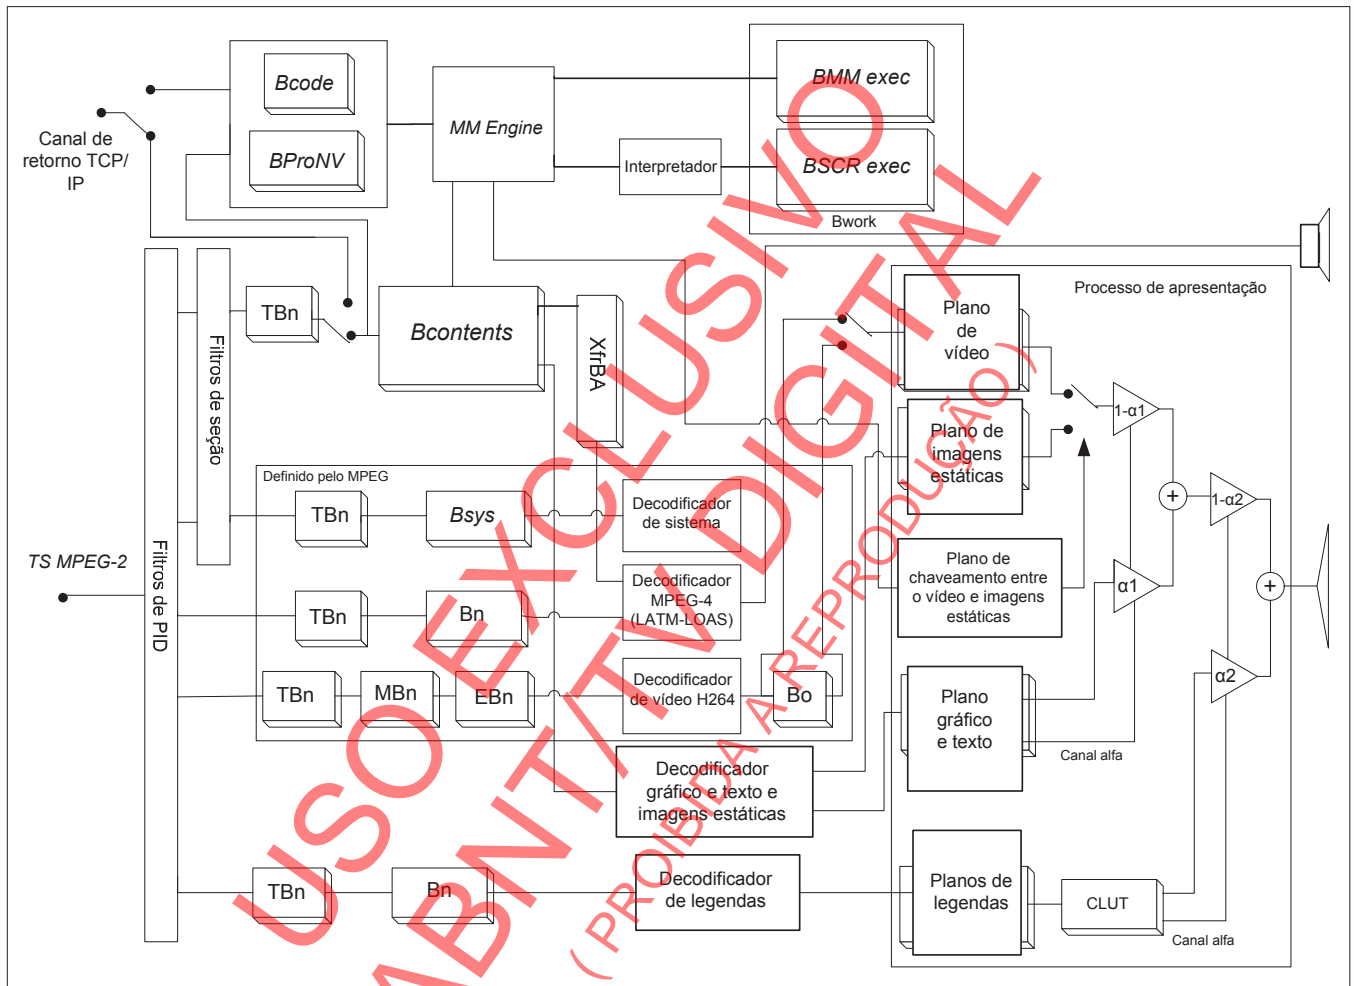 Bcode
BProNV
MM Engine
BMM exec
BSCR exec
Interpretador
Bwork
Canal de
retorno TCP/
IP
TBn
Bcontents
XfrBA
Filtros de seção
Filtros de PID
TS MPEG-2
Processo de apresentação
Plano
de
vídeo
Plano de
imagens
estáticas
Plano de
chaveamento entre
o vídeo e imagens
estáticas
Plano
gráfico
e texto
Canal alfa
1-α1
α1
+
1-α2
+
α2
Definido pelo MPEG
TBn
Bsys
Decodificador
de sistema
TBn
Bn
Decodificador
MPEG-4
(LATM-LOAS)
TBn
MBn
EBn
Decodificador
de vídeo H264
Bo
Decodificador
gráfico e texto e
imagens estáticas
TBn
Bn
Decodificador
de legendas
Planos de
legendas
CLUT
Canal alfa
USO EXCLUSIVO
ABNT/TV DIGITAL
( PROIBIDA A REPRODUÇÃO )